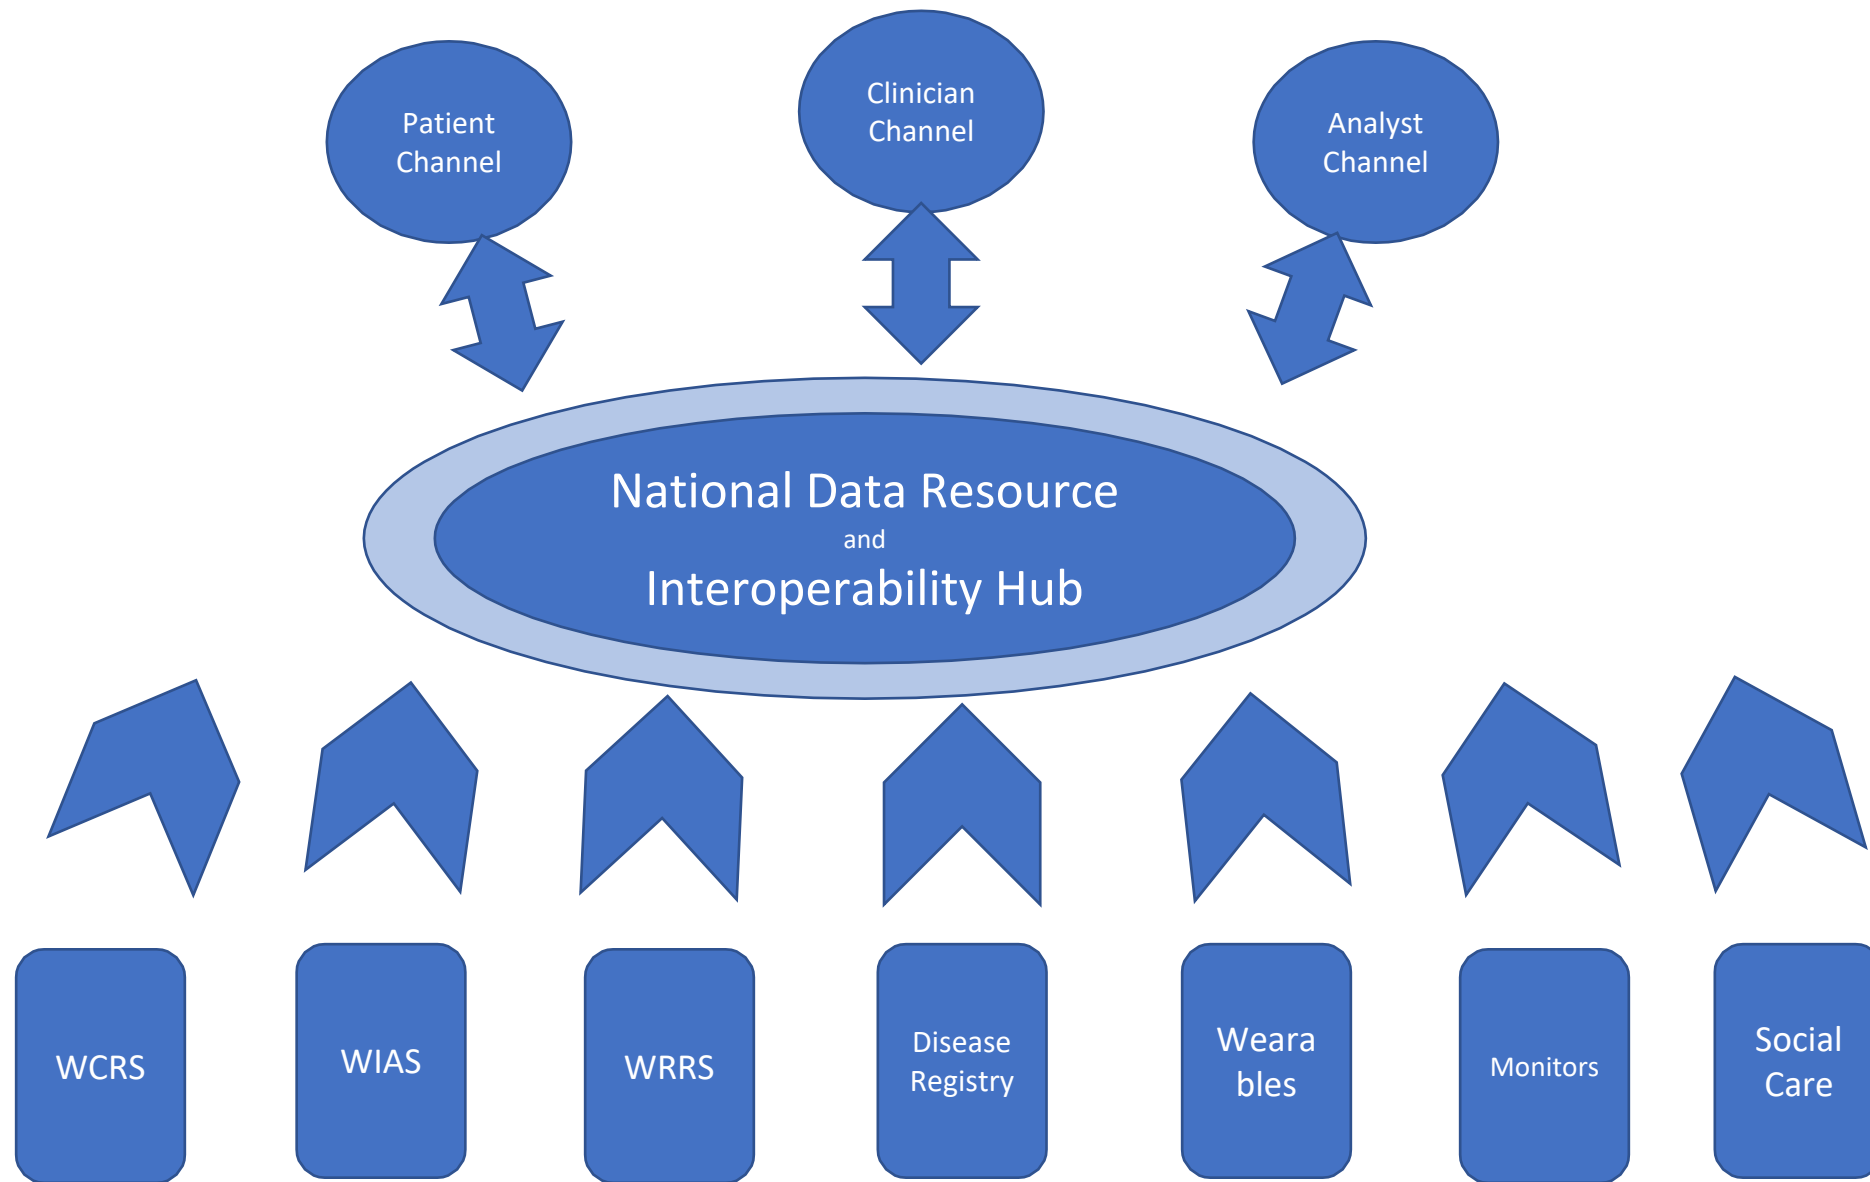 Patient
Channel
Clinician
Channel
Analyst
Channel
National Data Resource
and
Interoperability Hub
WCRS
WIAS
WRRS
Disease
Registry
Weara
bles
Monitors
Social
Care